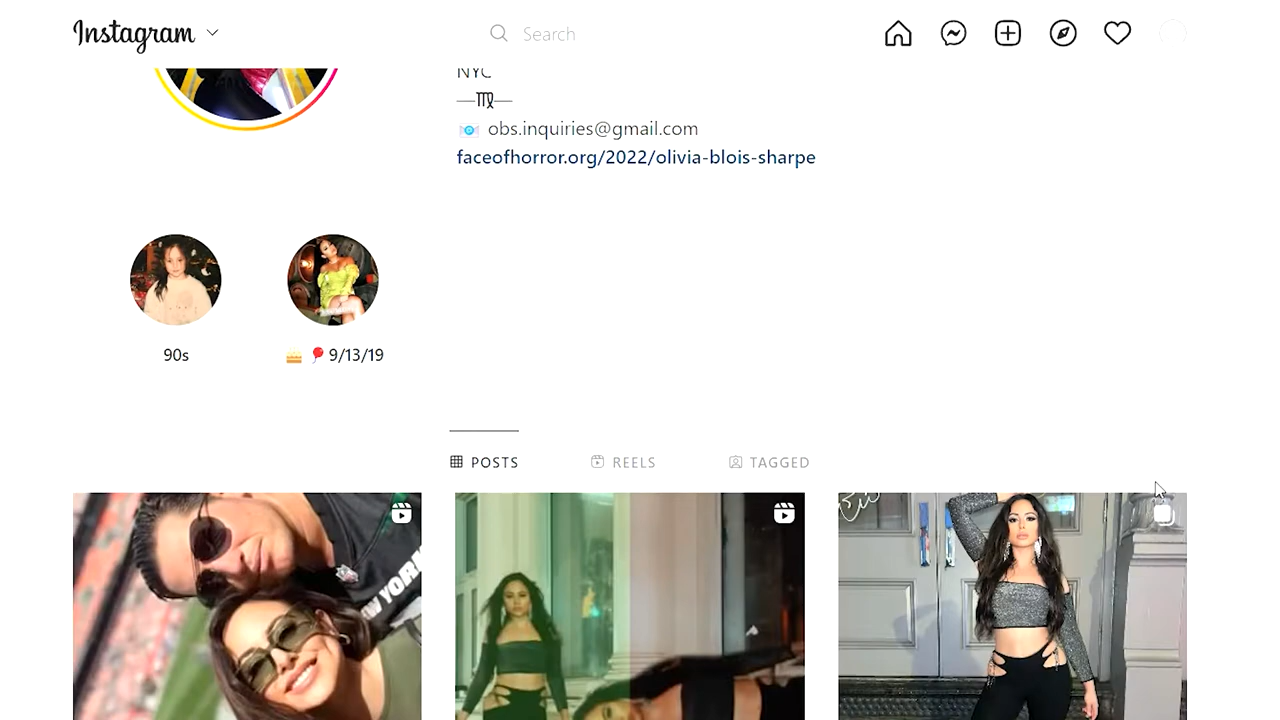 Instagram
Search
NYC
—♍—
obs.inquiries@gmail.com
faceofhorror.org/2022/olivia-blois-sharpe
90s
🎂 🎈9/13/19
POSTS
REELS
TAGGED